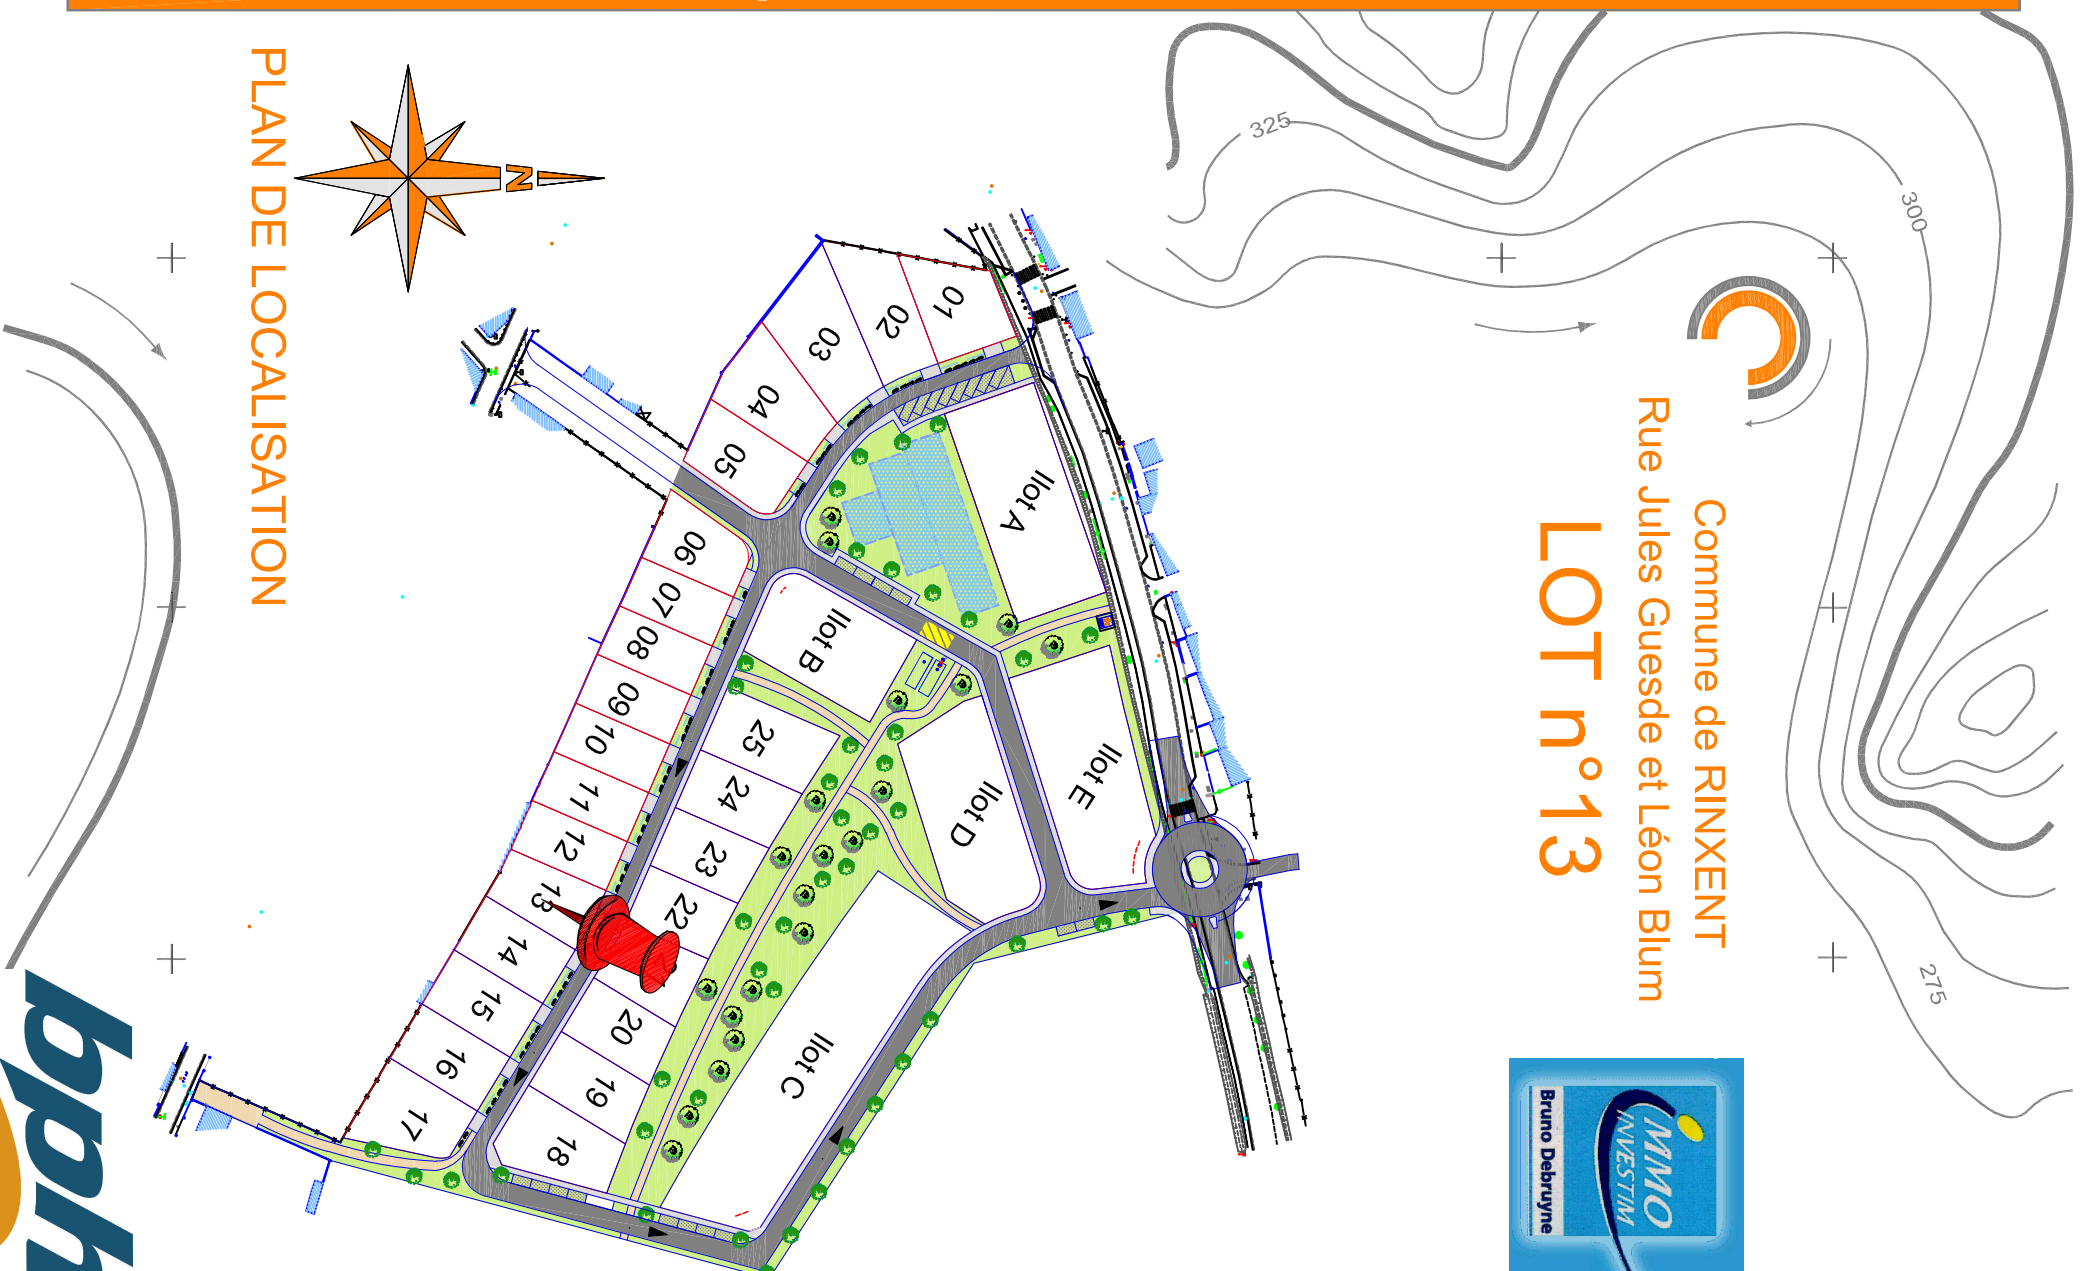 Commune de RINXENT
Rue Jules Guesde et Léon Blum
LOT n°13
PLAN DE LOCALISATION
N
325
300
275
01
02
03
04
05
06
07
08
09
10
11
12
13
14
15
16
17
18
19
20
22
23
24
25
Ilot A
Ilot B
Ilot C
Ilot D
Ilot E
iMMO
iNVESTiM
Bruno Debruyne